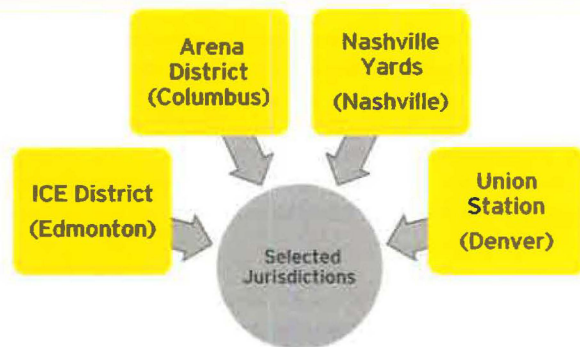 Arena
District
(Columbus)
Nashville
Yards
(Nashville)
ICE District
(Edmonton)
Union
Station
(Denver)
Selected
Jurisdictions